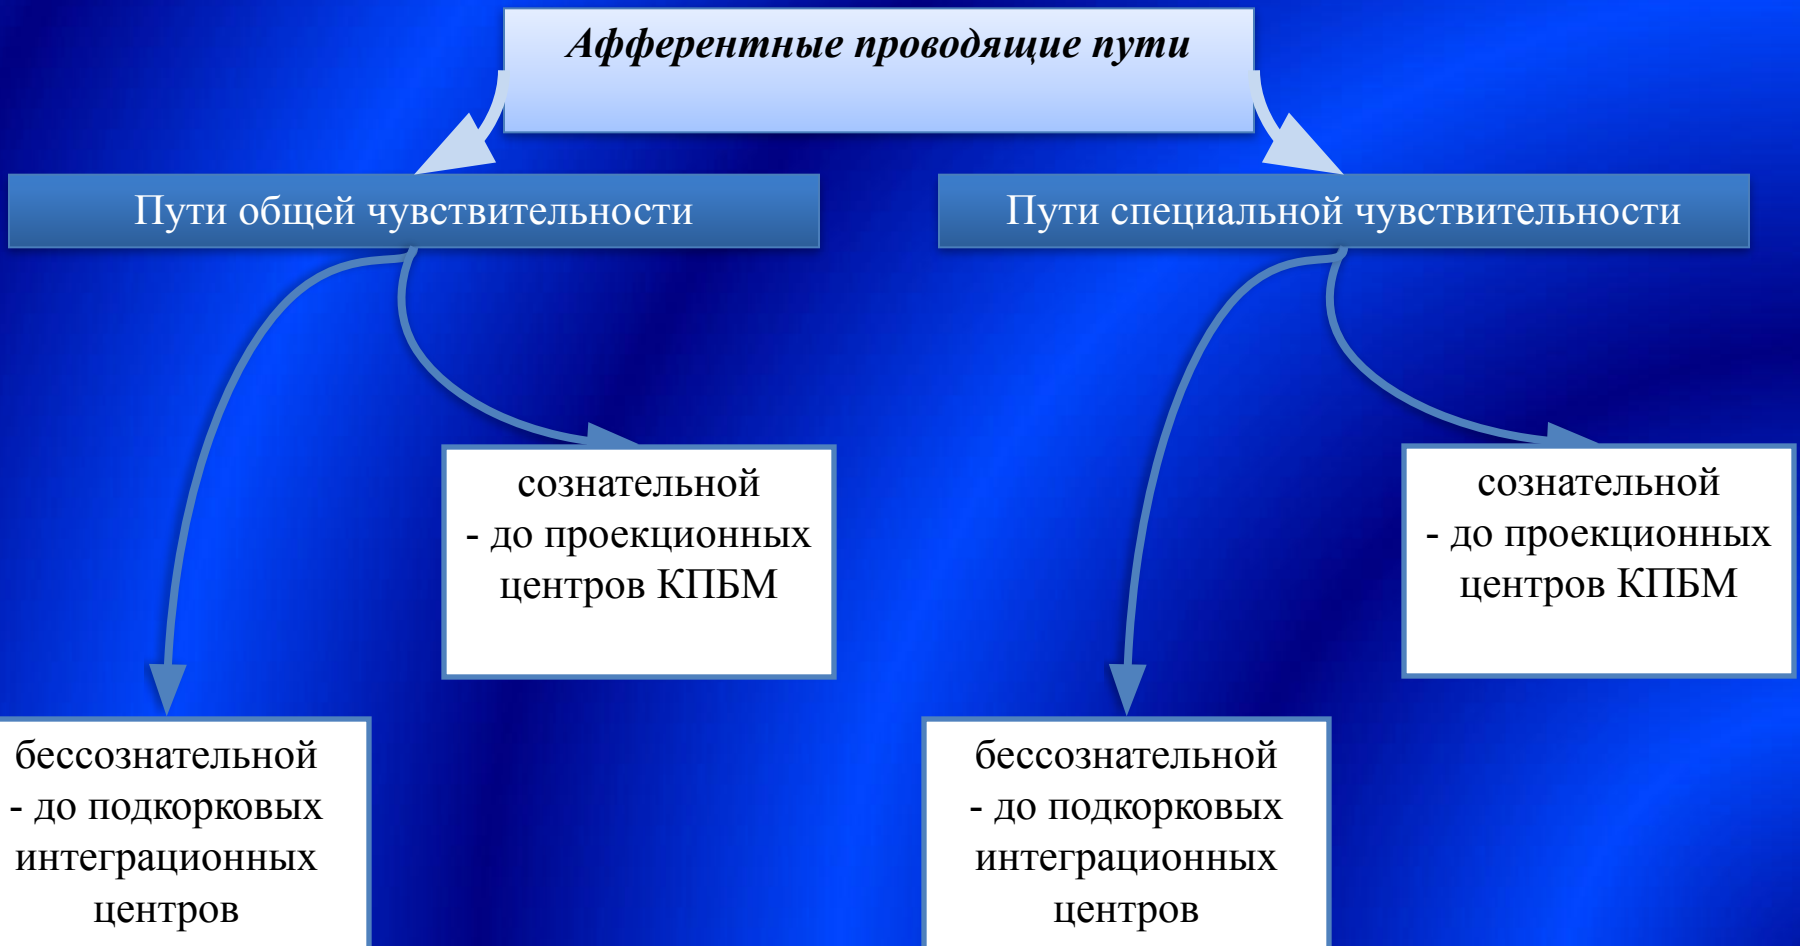 Афферентные проводящие пути
Пути общей чувствительности
Пути специальной чувствительности
сознательной
- до проекционных
центров КПБМ
сознательной
- до проекционных
центров КПБМ
бессознательной
- до подкорковых
интеграционных
центров
бессознательной
- до подкорковых
интеграционных
центров